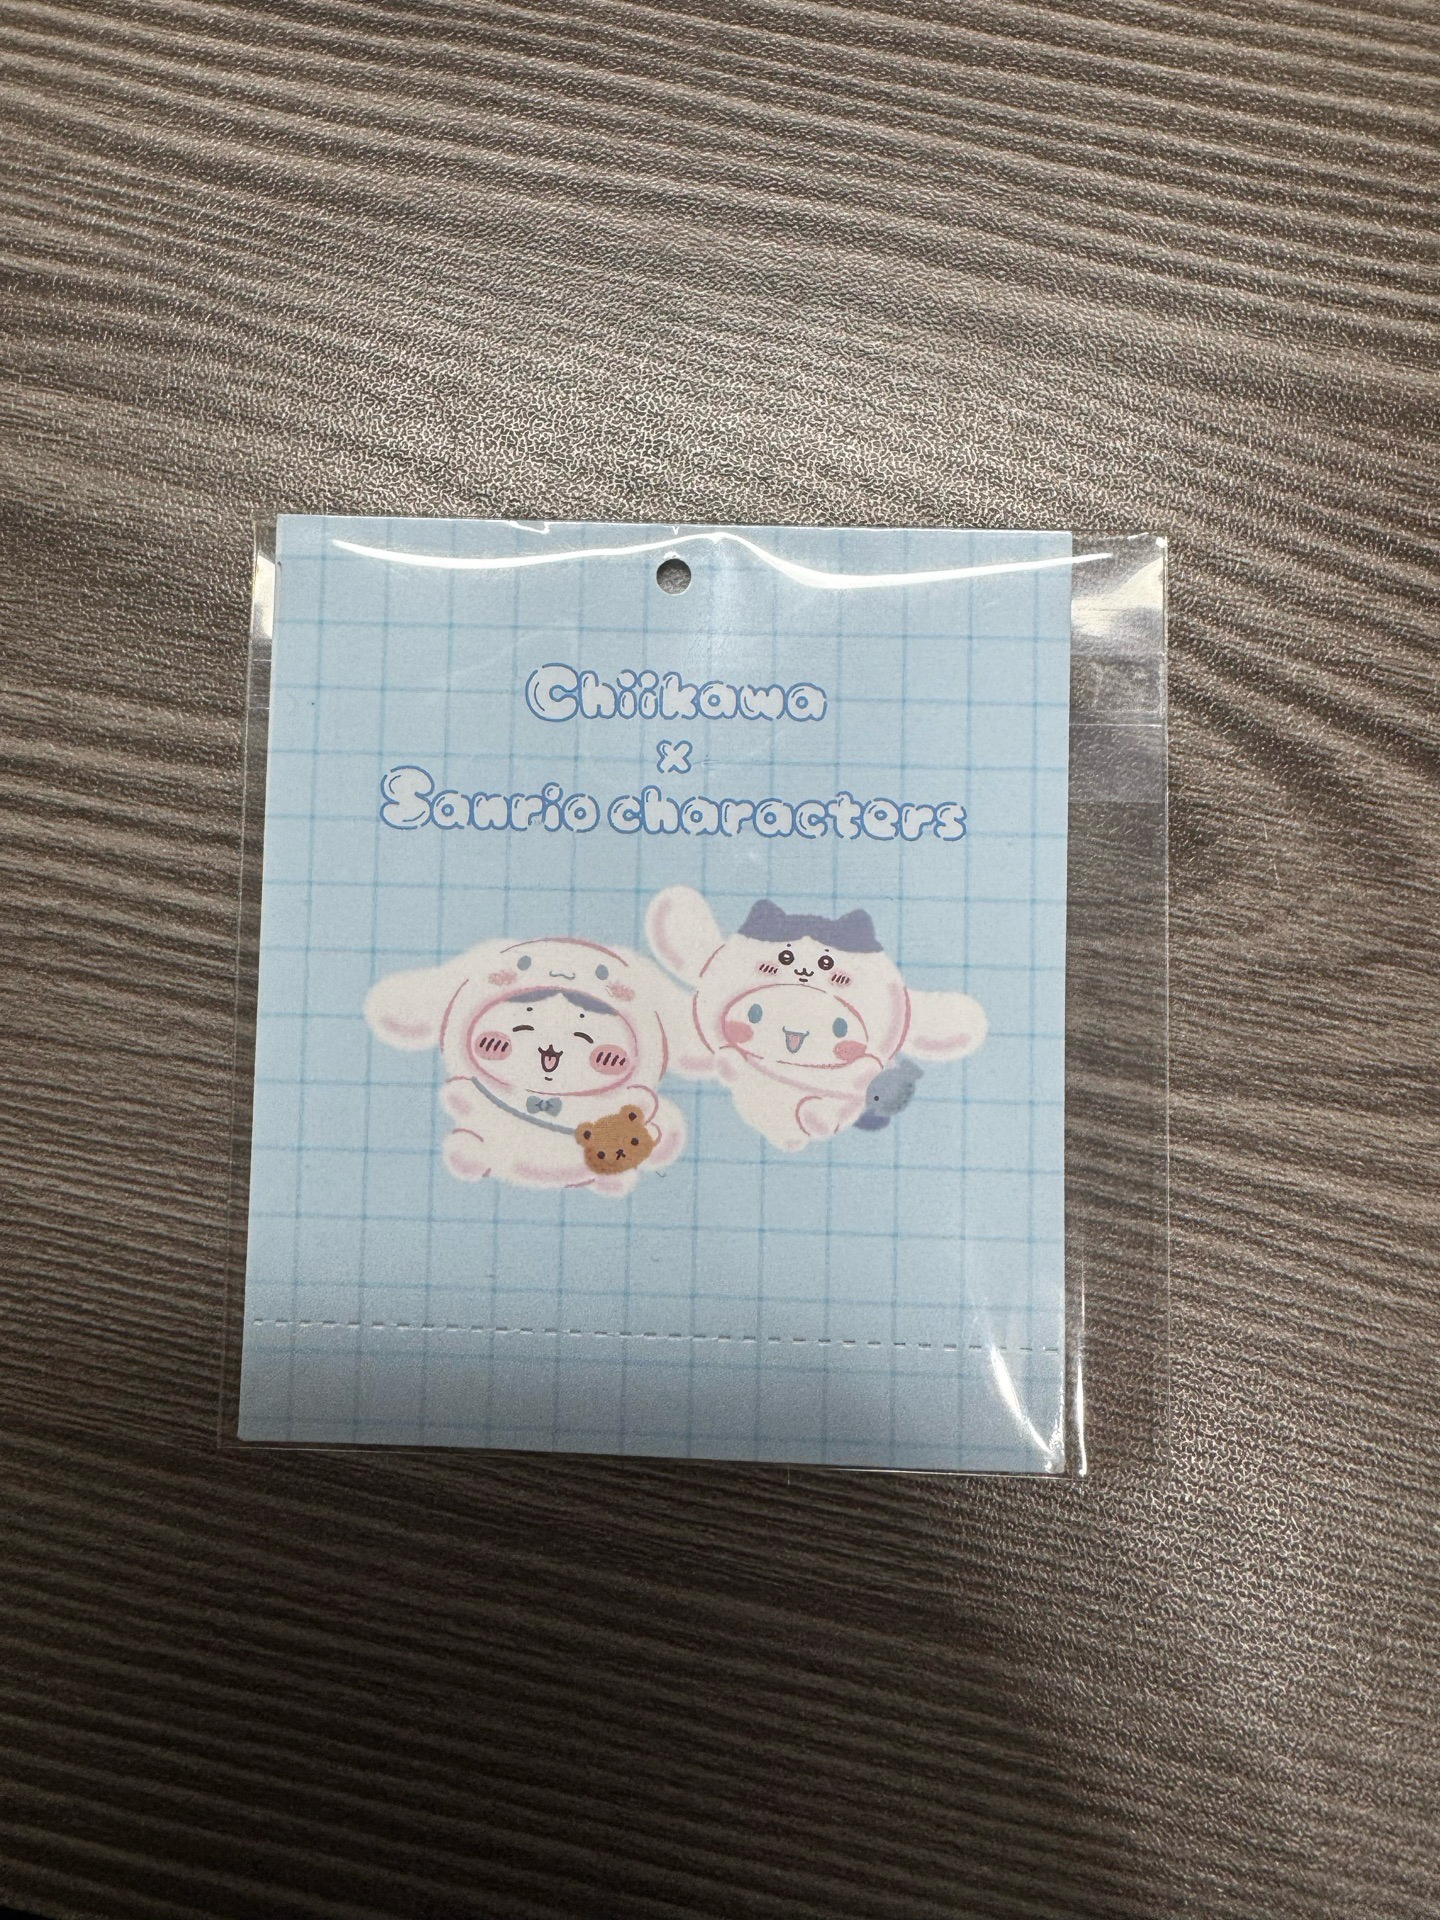 Chiikawa
x
Sanrio characters